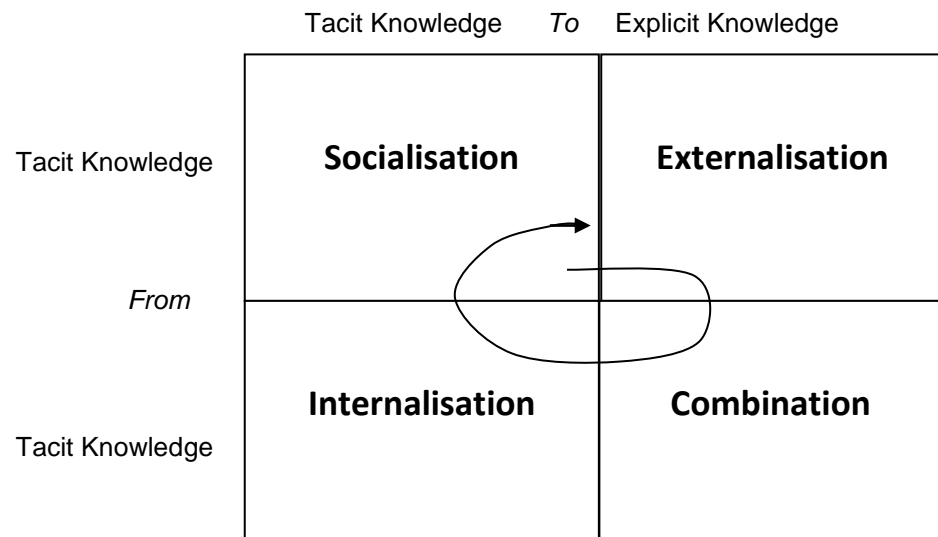 Tacit Knowledge To Explicit Knowledge
Tacit Knowledge Socialisation Externalisation
From
Internalisation Combination
Tacit Knowledge